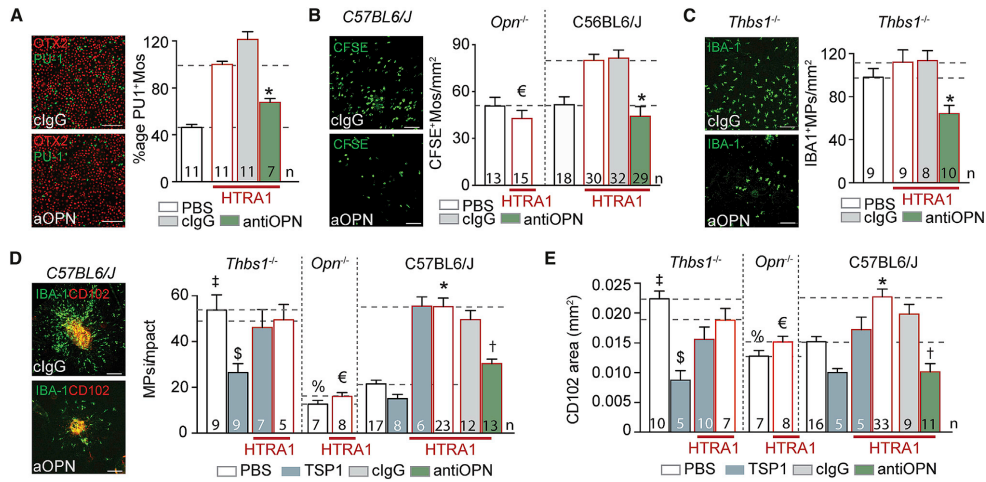 A
OTX2
PU-1
cIgG
OTX2
PU-1
aOPN
%age PU1+Mos
120
80
40
0
11
11
11
7
n
*
HTRA1
PBS
cIgG
antiOPN
B
C57BL6/J
CFSE
cIgG
CFSE
aOPN
Opn-/-
C56BL6/J
CFSE+Mos/mm2
90
60
30
0
€
*
13
15
18
30
32
29
n
HTRA1
HTRA1
PBS
cIgG
antiOPN
C
Thbs1-/-
IBA-1
cIgG
IBA-1
aOPN
Thbs1-/-
IBA1+MPs/mm2
120
80
40
0
*
9
9
8
10
n
HTRA1
PBS
cIgG
antiOPN
D
C57BL6/J
IBA-1CD102
cIgG
IBA-1CD102
aOPN
Thbs1-/-
Opn-/-
C57BL6/J
MPs/impact
60
40
20
0
‡
$
%
€
*
†
9
9
7
5
7
8
17
8
6
23
12
13
n
HTRA1
HTRA1
HTRA1
PBS
TSP1
cIgG
antiOPN
E
Thbs1-/-
Opn-/-
C57BL6/J
CD102 area (mm2)
0.025
0.020
0.015
0.010
0.005
0
‡
$
%
€
*
†
10
5
10
7
7
8
16
5
5
33
9
11
n
HTRA1
HTRA1
HTRA1
PBS
TSP1
cIgG
antiOPN